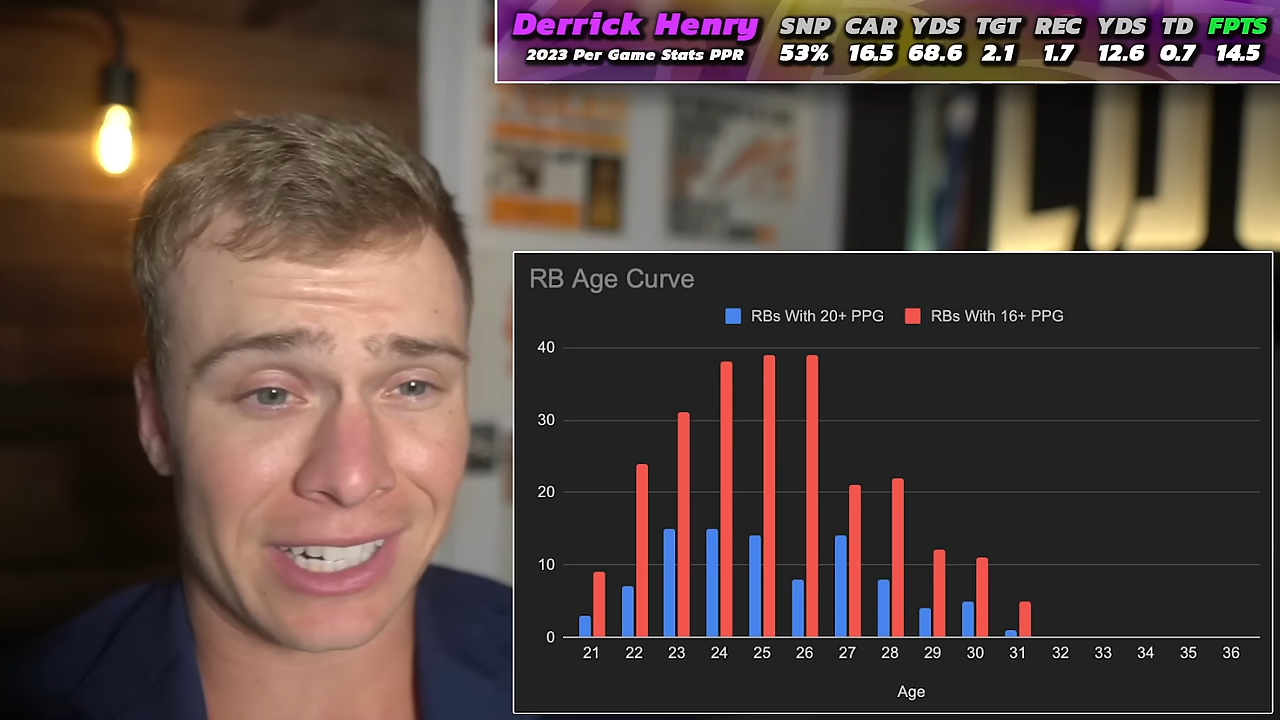 Derrick Henry SNP CAR YDS TGT REC YDS TD FPTS
2023 Per Game Stats PPR 53% 16.5 68.6 2.1 1.7 12.6 0.7 14.5
RB Age Curve
RBs With 20+ PPG RBs With 16+ PPG
40
30
20
10
0
21 22 23 24 25 26 27 28 29 30 31 32 33 34 35 36
Age